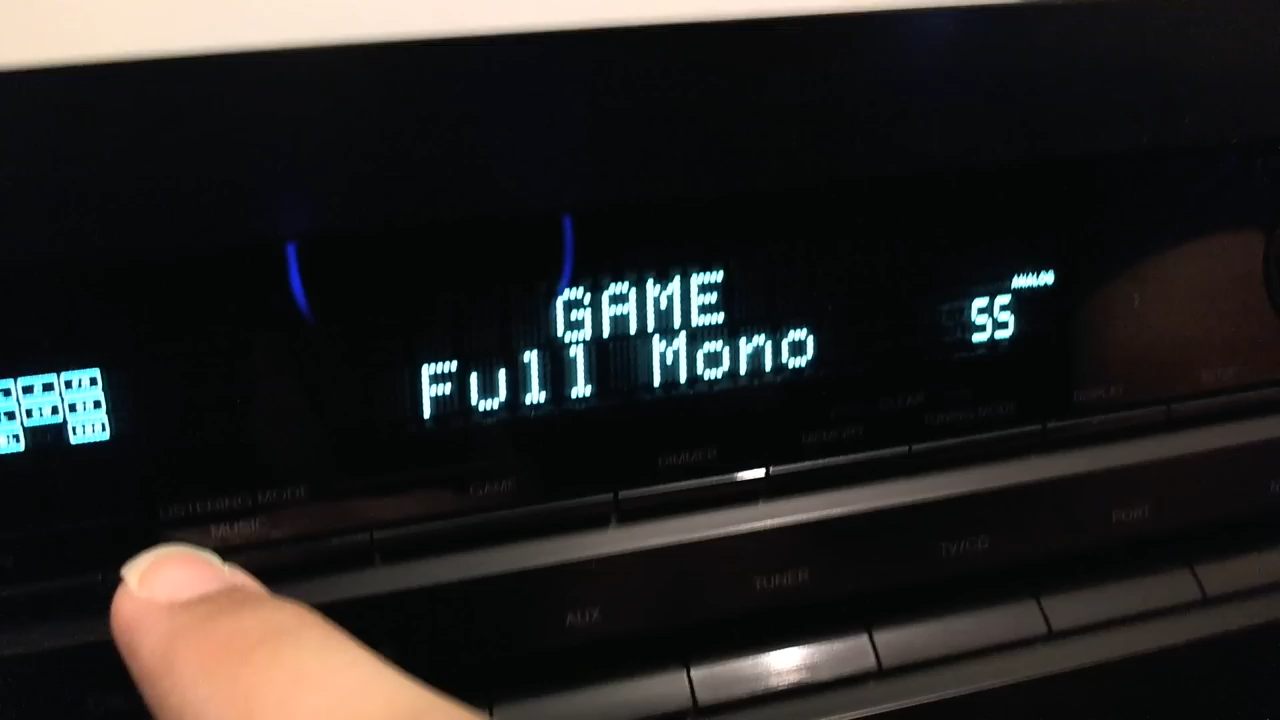 GAME
Full Mono
ANALOG
55
LISTENING MODE
MUSIC
GAME
DIMMER
MEMORY
TUNING MODE
DISPLAY
AUX
TUNER
TV/CD
PORT